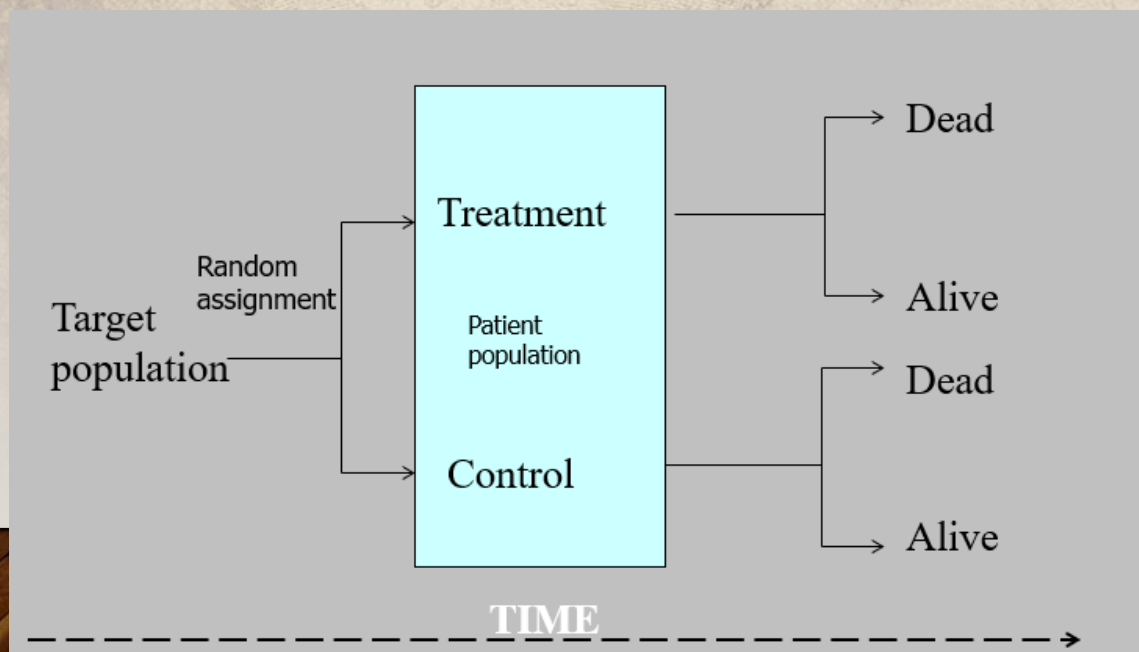 Dead
Treatment
Random
assignment
Alive
Target
population
Patient
population
Dead
Control
Alive
TIME